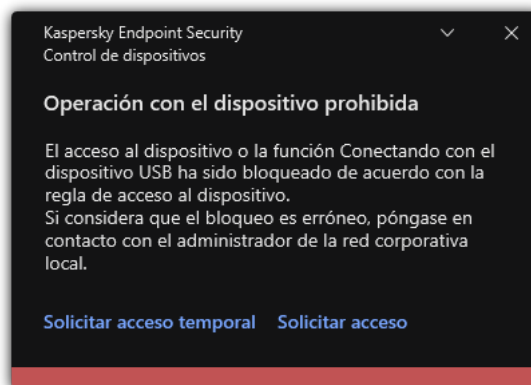 Kaspersky Endpoint Security
Control de dispositivos
Operación con el dispositivo prohibida
El acceso al dispositivo o la función Conectando con el
dispositivo USB ha sido bloqueado de acuerdo con la
regla de acceso al dispositivo.
Si considera que el bloqueo es erróneo, póngase en
contacto con el administrador de la red corporativa
local.
Solicitar acceso temporal Solicitar acceso